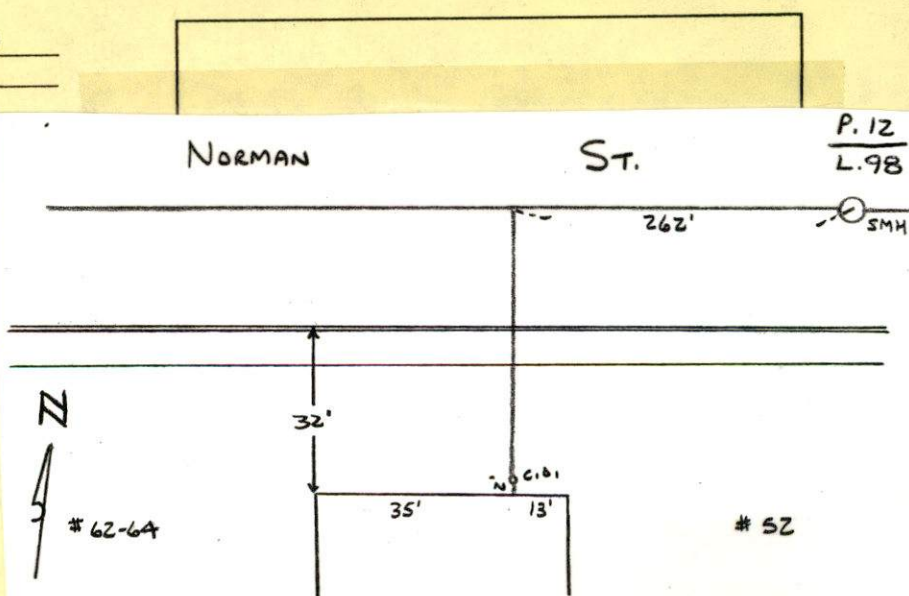 NORMAN ST.
P. 12
L. 98
262'
SMH
32'
N
C.O.
35' 13'
# 62-64
# 52